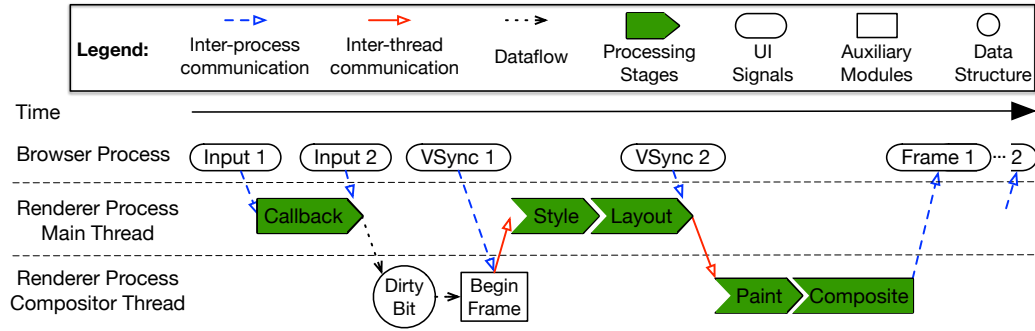 Legend:
Inter-process
communication
Inter-thread
communication
Dataflow
Processing
Stages
UI
Signals
Auxiliary
Modules
Data
Structure
Time
Browser Process
Input 1
Input 2
VSync 1
VSync 2
Frame 1
··· 2
Renderer Process
Main Thread
Callback
Style
Layout
Renderer Process
Compositor Thread
Dirty
Bit
Begin
Frame
Paint
Composite